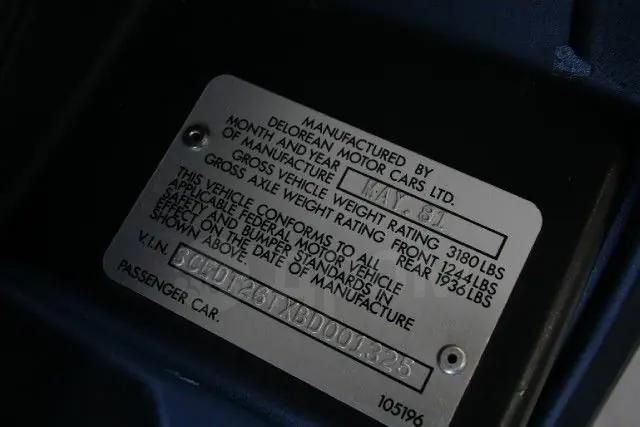 MANUFACTURED BY
DELOREAN MOTOR CARS LTD.
MONTH AND YEAR
OF MANUFACTURE MAY.81
GROSS VEHICLE WEIGHT RATING 3180 LBS
GROSS AXLE WEIGHT RATING FRONT 1244 LBS
REAR 1936 LBS
THIS VEHICLE CONFORMS TO ALL
APPLICABLE FEDERAL MOTOR VEHICLE
SAFETY AND BUMPER STANDARDS IN
EFFECT ON THE DATE OF MANUFACTURE
SHOWN ABOVE.
V.I.N. SCEDT26TXBD001325
PASSENGER CAR.
105196